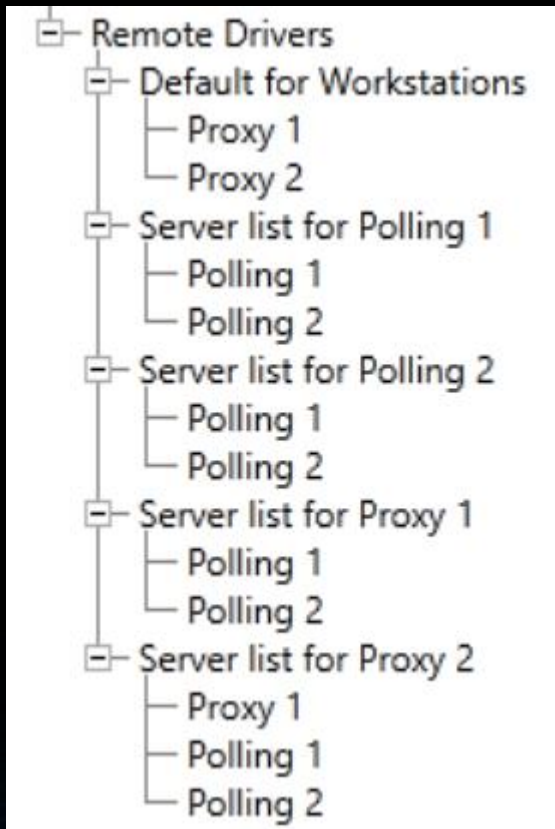 Remote Drivers
Default for Workstations
Proxy 1
Proxy 2
Server list for Polling 1
Polling 1
Polling 2
Server list for Polling 2
Polling 1
Polling 2
Server list for Proxy 1
Polling 1
Polling 2
Server list for Proxy 2
Proxy 1
Polling 1
Polling 2